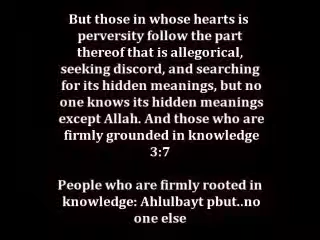 But those in whose hearts is
perversity follow the part
thereof that is allegorical,
seeking discord, and searching
for its hidden meanings, but no
one knows its hidden meanings
except Allah. And those who are
firmly grounded in knowledge
3:7
People who are firmly rooted in
knowledge: Ahlulbayt pbut..no
one else